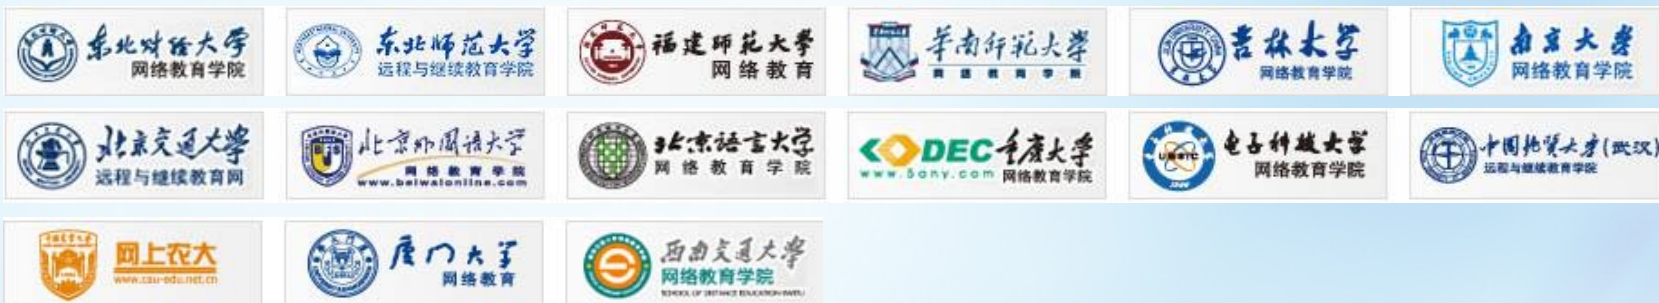 东北财经大学
网络教育学院
东北师范大学
远程与继续教育学院
福建师范大学
网络教育
华南师范大学
网络教育学院
吉林大学
网络教育学院
南京大学
网络教育学院
北京交通大学
远程与继续教育网
北京外国语大学
网络教育学院
www.beiwaionline.com
北京语言大学
网络教育学院
DEC
重庆大学
www.5any.com
网络教育学院
电子科技大学
网络教育学院
中国地质大学(武汉)
远程与继续教育学院
网上农大
www.cau-edu.net.cn
厦门大学
网络教育
西南交通大学
网络教育学院
SCHOOL OF DISTANCE EDUCATION·SWJTU